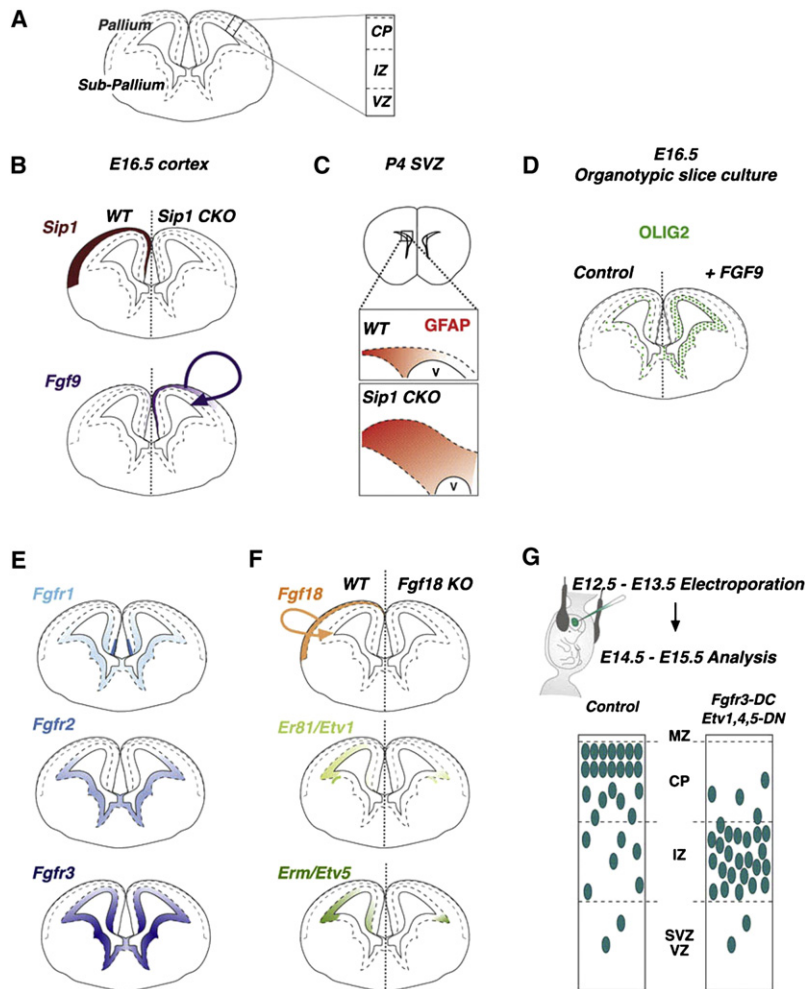 A
Pallium
Sub-Pallium
CP
IZ
VZ
B
E16.5 cortex
Sip1
WT
Sip1 CKO
Fgf9
C
P4 SVZ
WT
GFAP
V
Sip1 CKO
V
D
E16.5
Organotypic slice culture
OLIG2
Control
+ FGF9
E
Fgfr1
Fgfr2
Fgfr3
F
WT
Fgf18 KO
Fgf18
Er81/Etv1
Erm/Etv5
G
E12.5 - E13.5 Electroporation
E14.5 - E15.5 Analysis
Control
Fgfr3-DC
Etv1,4,5-DN
MZ
CP
IZ
SVZ
VZ